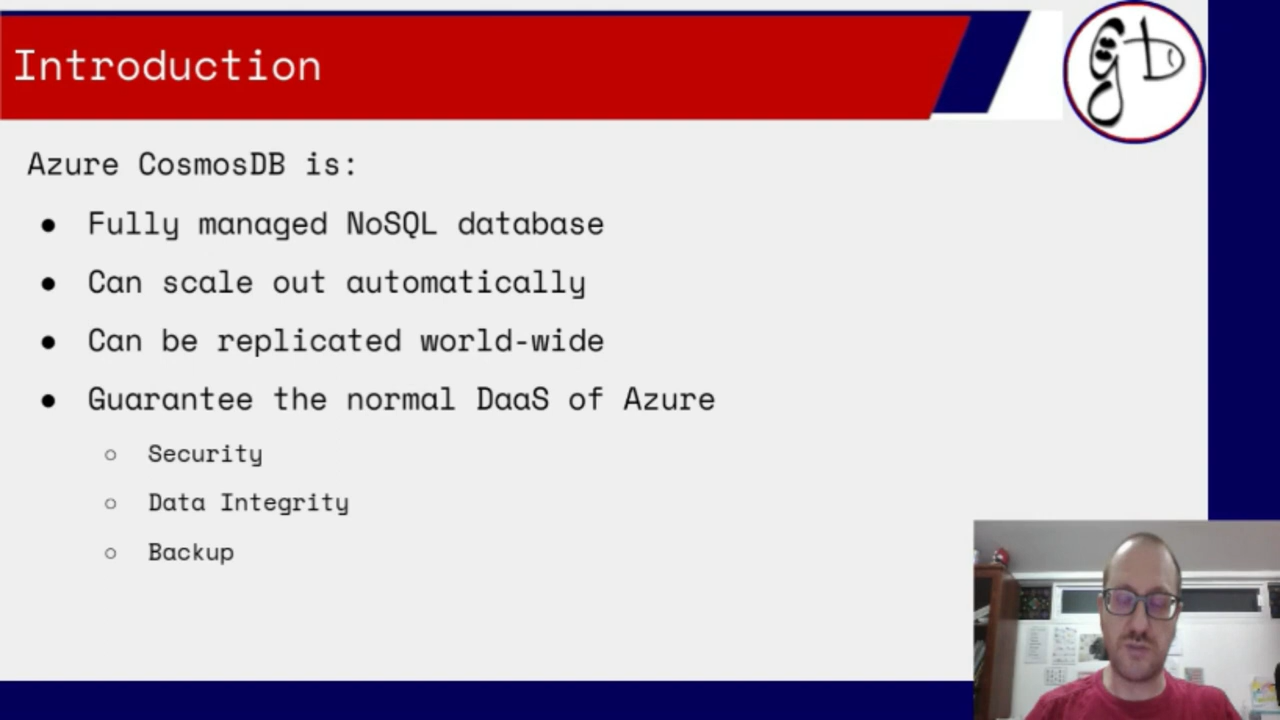 Introduction
Azure CosmosDB is:
● Fully managed NoSQL database
● Can scale out automatically
● Can be replicated world-wide
● Guarantee the normal DaaS of Azure
○ Security
○ Data Integrity
○ Backup